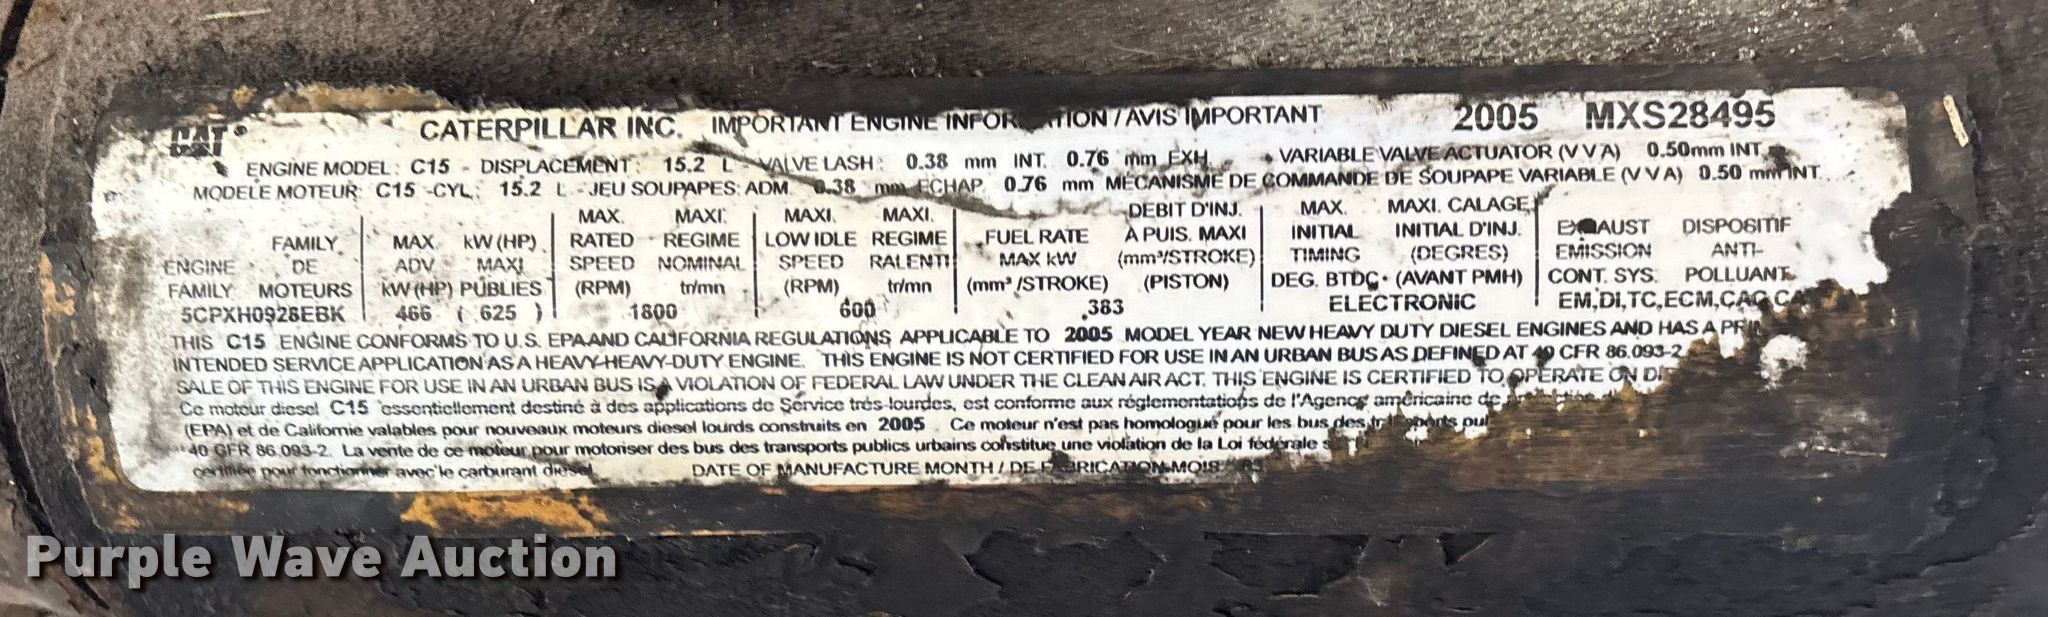 CAT® CATERPILLAR INC. IMPORTANT ENGINE INFOR TION / AVIS IMPORTANT 2005 MXS28495
ENGINE MODEL: C15 - DISPLACEMENT: 15.2 L - VALVE LASH: 0.38 mm INT. 0.76 mm EXH. VARIABLE VALVE ACTUATOR (V V A) 0.50mm INT.
MODÈLE MOTEUR: C15 -CYL.: 15.2 L - JEU SOUPAPES: ADM. 0.38 mm ECHAP. 0.76 mm MÉCANISME DE COMMANDE DE SOUPAPE VARIABLE (V V A) 0.50 mm INT.
ENGINE FAMILY
FAMILY DE MOTEURS
5CPXH0928EBK
MAX. ADV kW (HP)
kW (HP) MAXI PUBLIES
466 ( 625 )
MAX. RATED SPEED (RPM)
MAXI. REGIME NOMINAL tr/mn
1800
MAXI. LOW IDLE SPEED (RPM)
MAXI. REGIME RALENTI tr/mn
600
FUEL RATE MAX kW (mm³/STROKE)
DEBIT D'INJ. À PUIS. MAXI (mm³/STROKE) (PISTON)
383
MAX. INITIAL TIMING DEG. BTDC
MAXI. CALAGE INITIAL D'INJ. (DEGRES) (AVANT PMH)
ELECTRONIC
EXHAUST EMISSION CONT. SYS.
DISPOSITIF ANTI-POLLUANT
EM,DI,TC,ECM,CAC,
THIS C15 ENGINE CONFORMS TO U.S. EPA AND CALIFORNIA REGULATIONS APPLICABLE TO 2005 MODEL YEAR NEW HEAVY DUTY DIESEL ENGINES AND HAS A
INTENDED SERVICE APPLICATION AS A HEAVY-HEAVY-DUTY ENGINE. THIS ENGINE IS NOT CERTIFIED FOR USE IN AN URBAN BUS AS DEFINED AT 40 CFR 86.093-2
SALE OF THIS ENGINE FOR USE IN AN URBAN BUS IS A VIOLATION OF FEDERAL LAW UNDER THE CLEAN AIR ACT. THIS ENGINE IS CERTIFIED TO OPERATE ON
Ce moteur diesel C15 essentiellement destiné à des applications de Service très-lourdes, est conforme aux réglementations de l'Agence américaine de
(EPA) et de Californie valables pour nouveaux moteurs diesel lourds construits en 2005 . Ce moteur n'est pas homologué pour les bus des transports
40 CFR 86.093-2. La vente de ce moteur pour motoriser des bus des transports publics urbains constitue une violation de la Loi fédérale
certifiée pour fonctionner avec le carburant diesel DATE OF MANUFACTURE MONTH / DE FABRICATION-MOIS
Purple Wave Auction